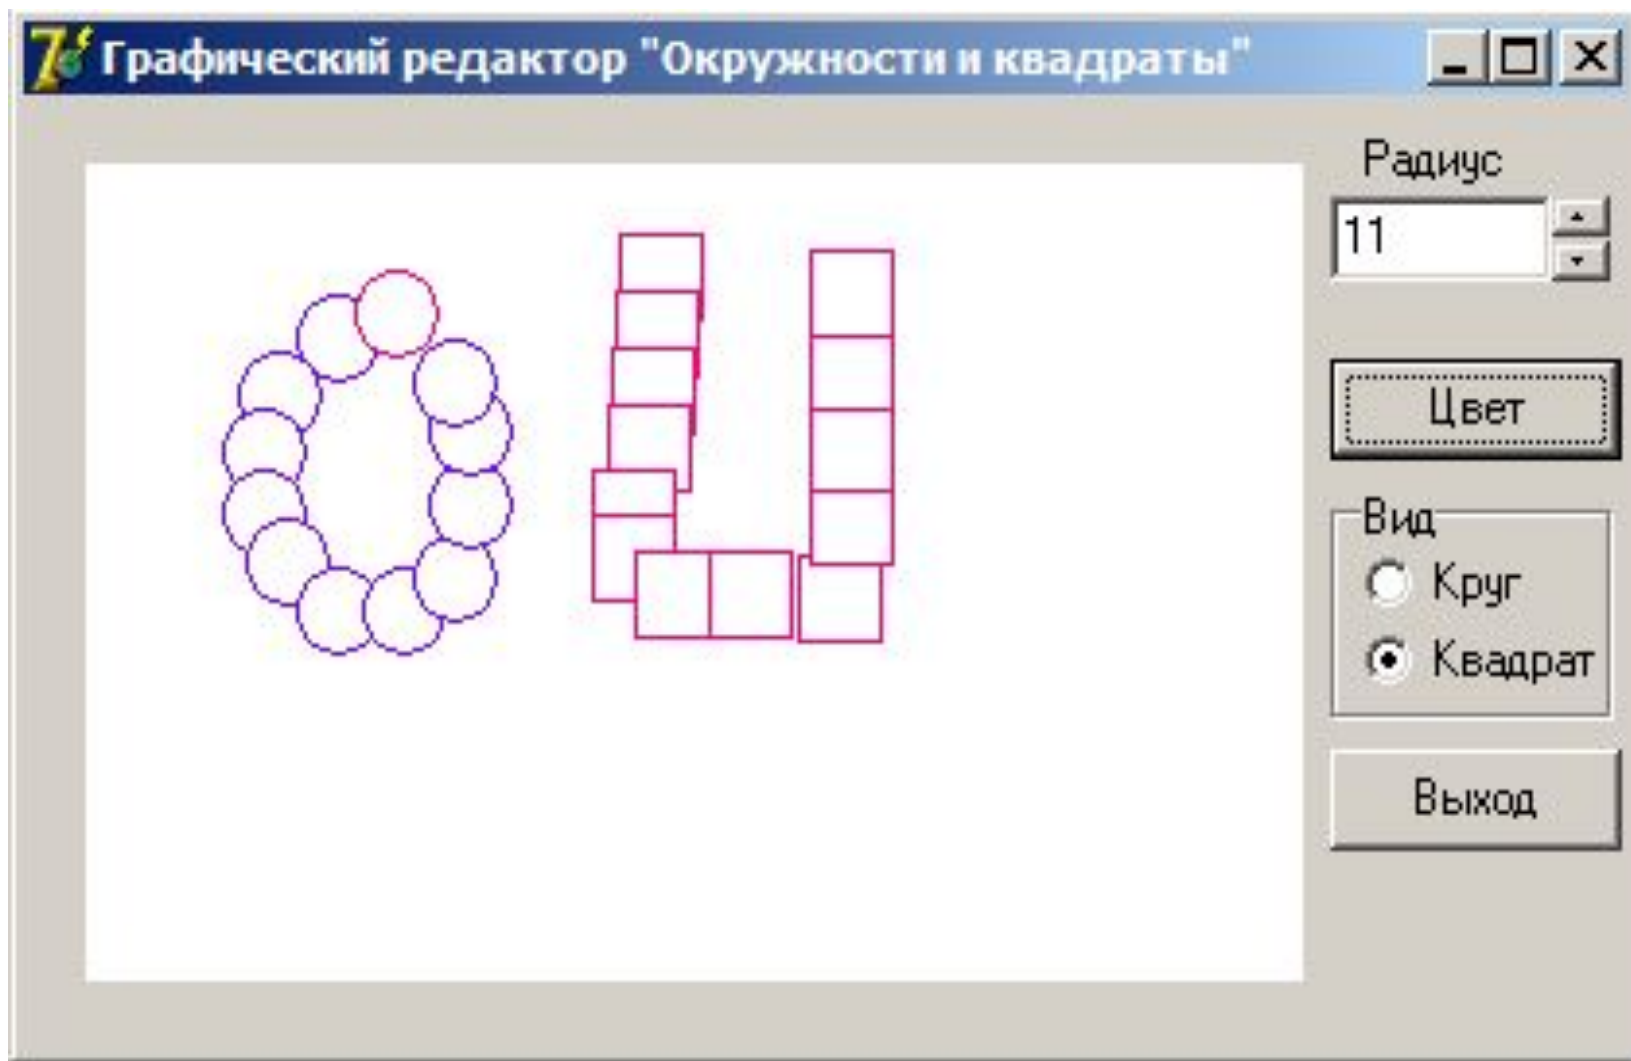 Графический редактор "Окружности и квадраты"
Радиус
11
Цвет
Вид
Круг
Квадрат
Выход